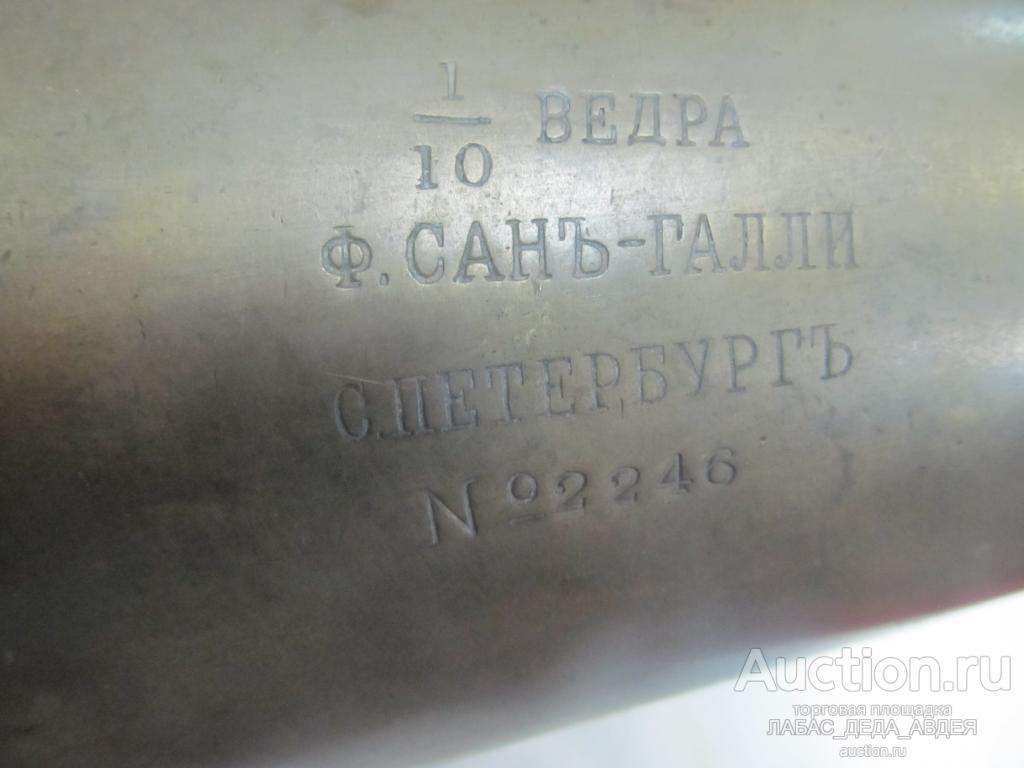 1/10 ВЕДРА
Ф. САНЪ-ГАЛЛИ
С.ПЕТЕРБУРГЪ
№ 2246
Auction.ru
торговая площадка
ЛАБАС_ДЕДА_АВДЕЯ
auction.ru